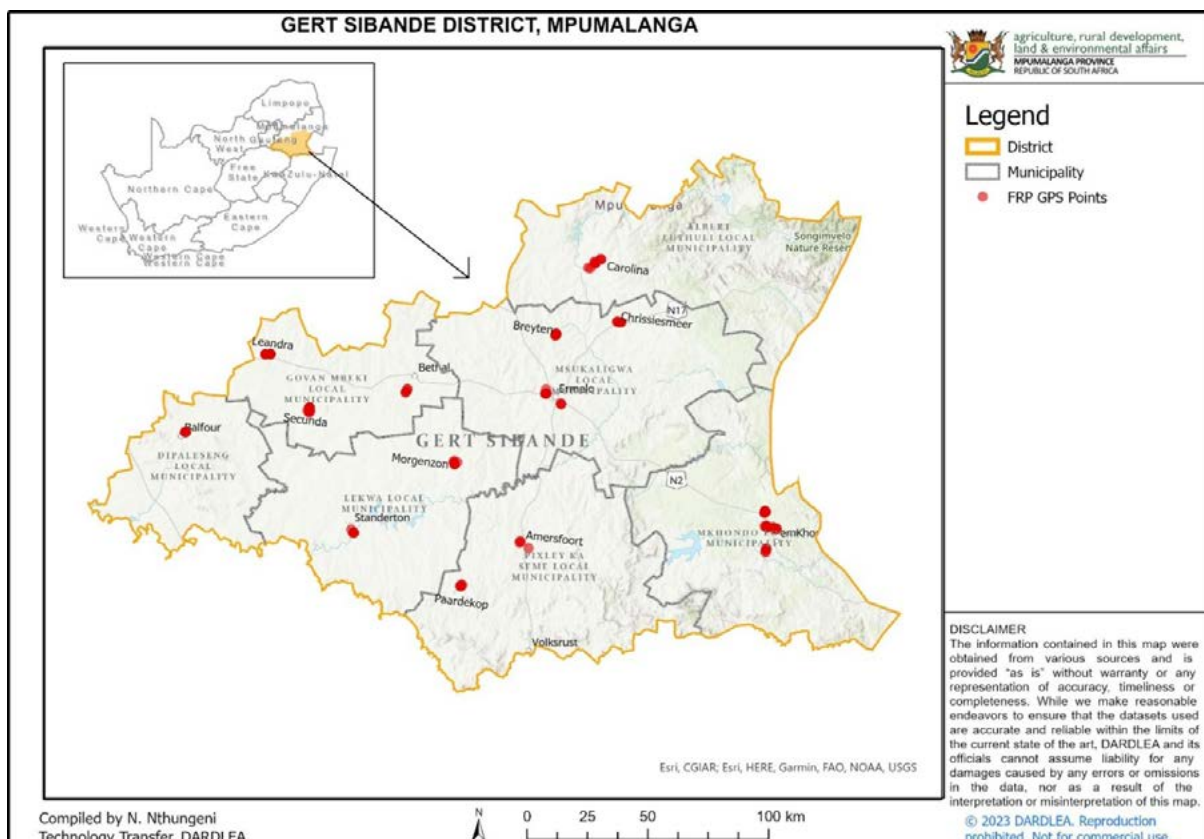 GERT SIBANDE DISTRICT, MPUMALANGA
agriculture, rural development,
land & environmental affairs
MPUMALANGA PROVINCE
REPUBLIC OF SOUTH AFRICA
Legend
District
Municipality
FRP GPS Points
Limpopo
Mpumalanga
North
West
Gauteng
Free
State
KwaZulu-Natal
Northern Cape
Eastern
Cape
Western
Cape
Western
Cape
Western Cape
Western Cape
ALBERT
LUTHULI LOCAL
MUNICIPALITY
Songimvelo
Nature Reser
Carolina
N17
Chrissiesmeer
Breyten
Leandra
Bethal
MSUKALIGWA
LOCAL
MUNICIPALITY
Ermelo
GOVAN MBEKI
LOCAL
MUNICIPALITY
Secunda
Balfour
GERT SIBANDE
DIPALESENG
LOCAL
MUNICIPALITY
Morgenzon
N2
LEKWA LOCAL
MUNICIPALITY
Standerton
Amersfoort
PIXLEY KA
SEME LOCAL
MUNICIPALITY
MKHONDO
MUNICIPALITY
eMKho
Paardekop
Volksrust
Esri, CGIAR; Esri, HERE, Garmin, FAO, NOAA, USGS
DISCLAIMER
The information contained in this map were
obtained from various sources and is
provided "as is" without warranty or any
representation of accuracy, timeliness or
completeness. While we make reasonable
endeavors to ensure that the datasets used
are accurate and reliable within the limits of
the current state of the art, DARDLEA and its
officials cannot assume liability for any
damages caused by any errors or omissions
in the data, nor as a result of the
interpretation or misinterpretation of this map.
© 2023 DARDLEA. Reproduction
prohibited. Not for commercial use
Compiled by N. Nthungeni
Technology Transfer, DARDLEA
N
0 25 50 100 km